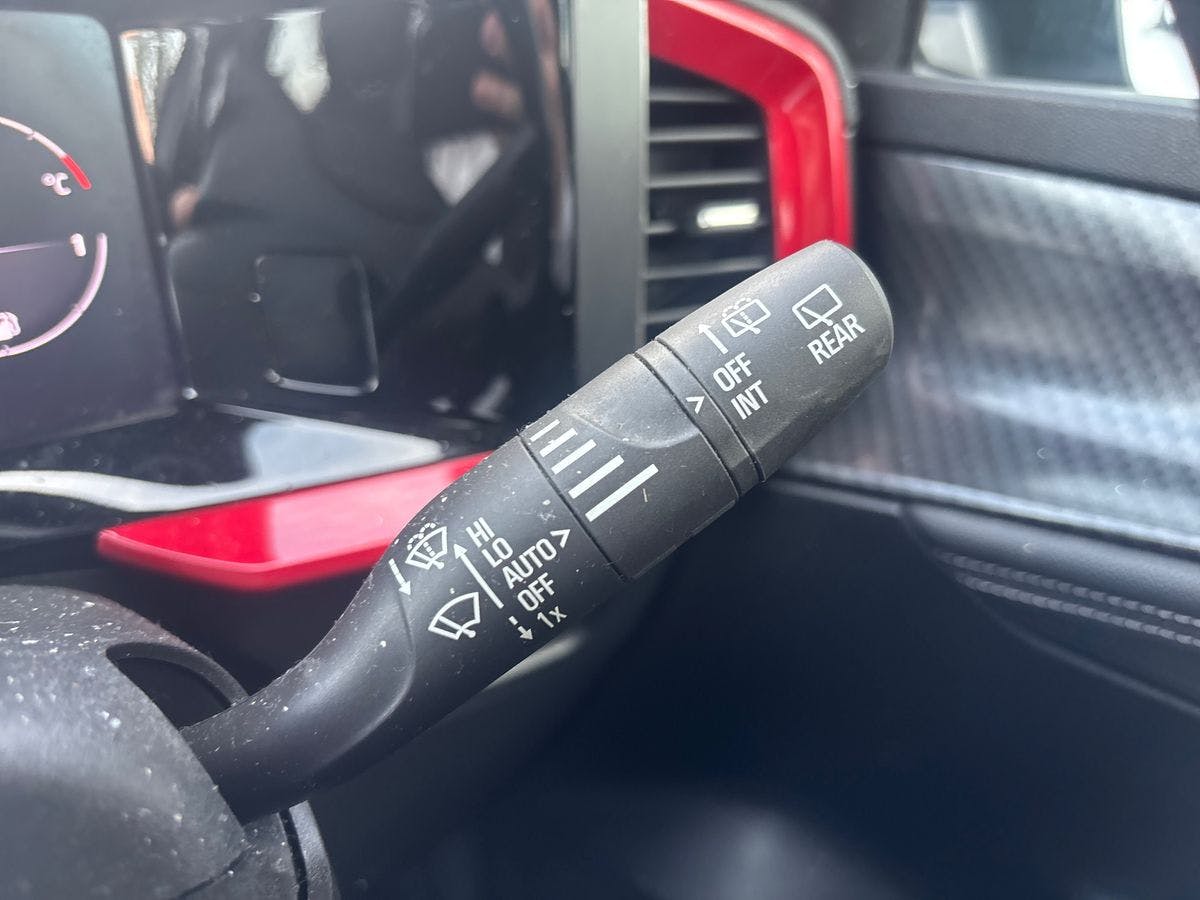 °C
REAR
OFF
INT
HI
LO
AUTO
OFF
1x